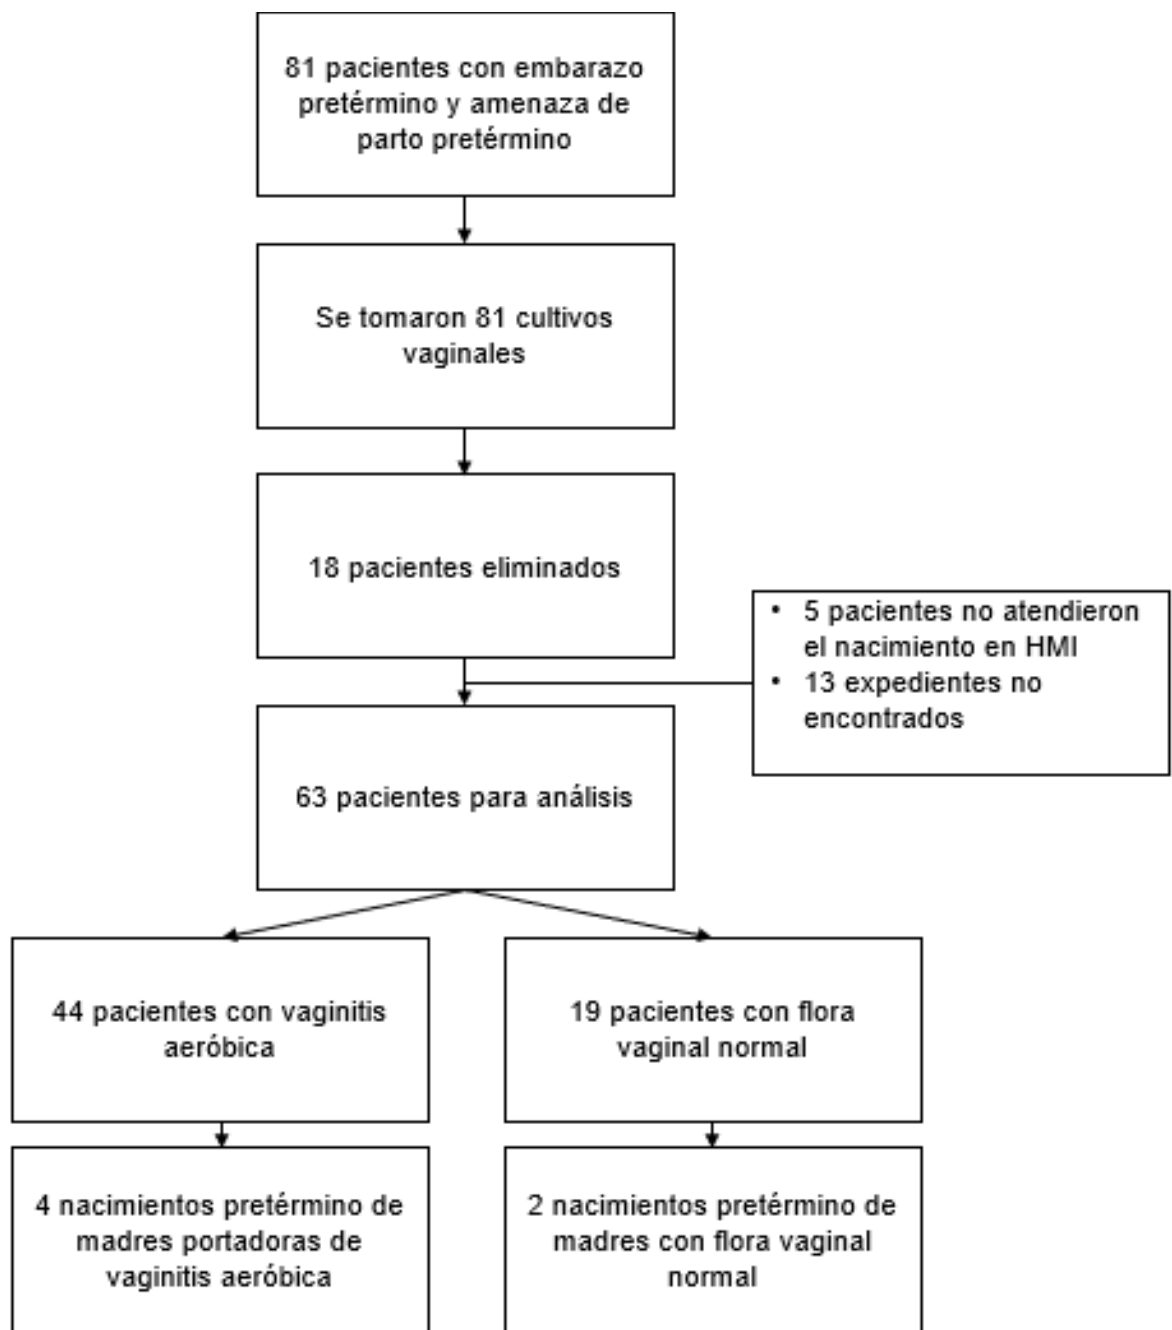 81 pacientes con embarazo
pretérmino y amenaza de
parto pretérmino
Se tomaron 81 cultivos
vaginales
18 pacientes eliminados
• 5 pacientes no atendieron
el nacimiento en HMI
• 13 expedientes no
encontrados
63 pacientes para análisis
44 pacientes con vaginitis
aeróbica
19 pacientes con flora
vaginal normal
4 nacimientos pretérmino de
madres portadoras de
vaginitis aeróbica
2 nacimientos pretérmino de
madres con flora vaginal
normal